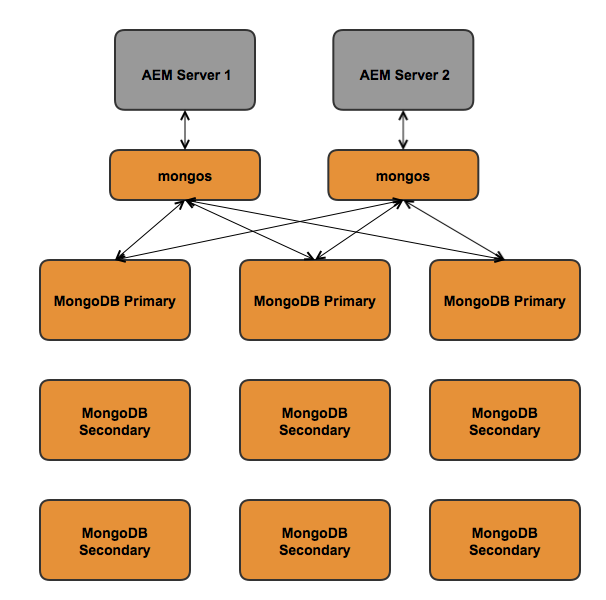 AEM Server 1
AEM Server 2
mongos
mongos
MongoDB Primary
MongoDB Primary
MongoDB Primary
MongoDB
Secondary
MongoDB
Secondary
MongoDB
Secondary
MongoDB
Secondary
MongoDB
Secondary
MongoDB
Secondary